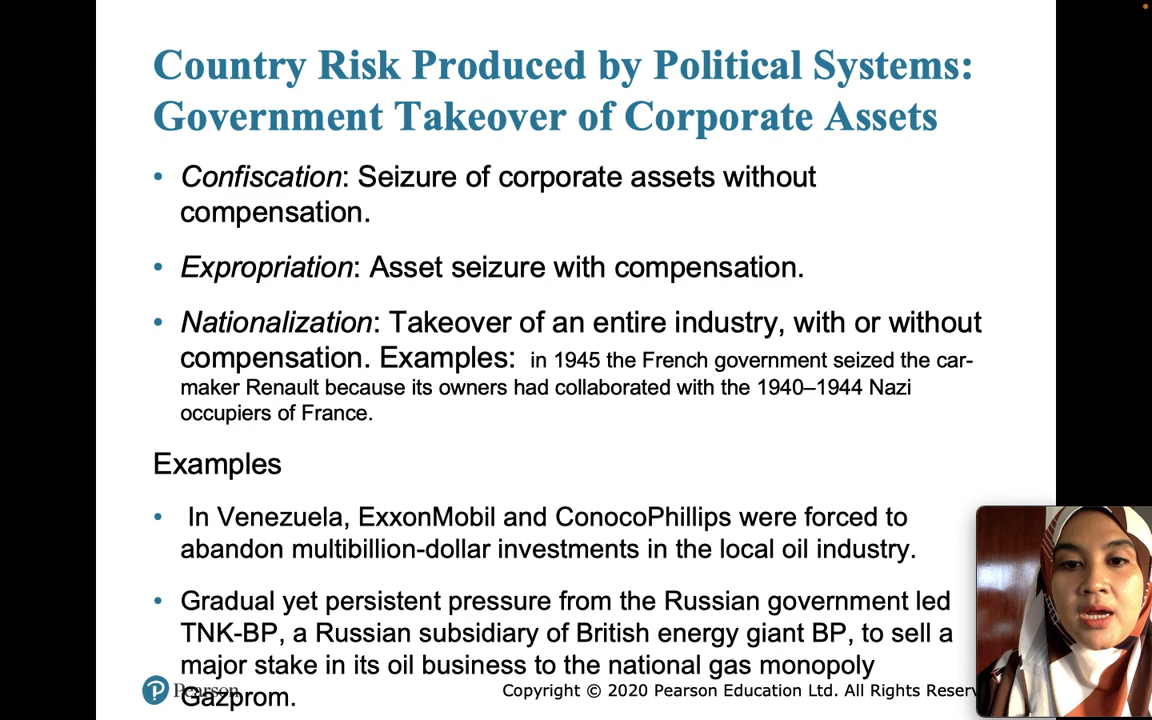 Country Risk Produced by Political Systems:
Government Takeover of Corporate Assets
• Confiscation: Seizure of corporate assets without
compensation.
• Expropriation: Asset seizure with compensation.
• Nationalization: Takeover of an entire industry, with or without
compensation. Examples: in 1945 the French government seized the car-
maker Renault because its owners had collaborated with the 1940–1944 Nazi
occupiers of France.
Examples
• In Venezuela, ExxonMobil and ConocoPhillips were forced to
abandon multibillion-dollar investments in the local oil industry.
• Gradual yet persistent pressure from the Russian government led
TNK-BP, a Russian subsidiary of British energy giant BP, to sell a
major stake in its oil business to the national gas monopoly
Gazprom.
P Pearson
Copyright © 2020 Pearson Education Ltd. All Rights Reserv